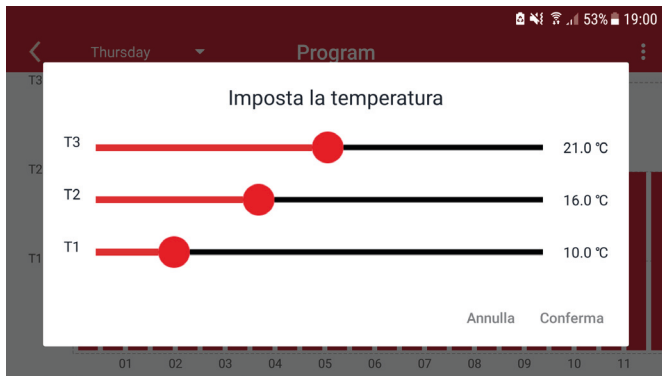 53% 19:00
Thursday Program
T3
Imposta la temperatura
T3 21.0 °C
T2
T2 16.0 °C
T1 10.0 °C
T1
Annulla Conferma
01 02 03 04 05 06 07 08 09 10 11